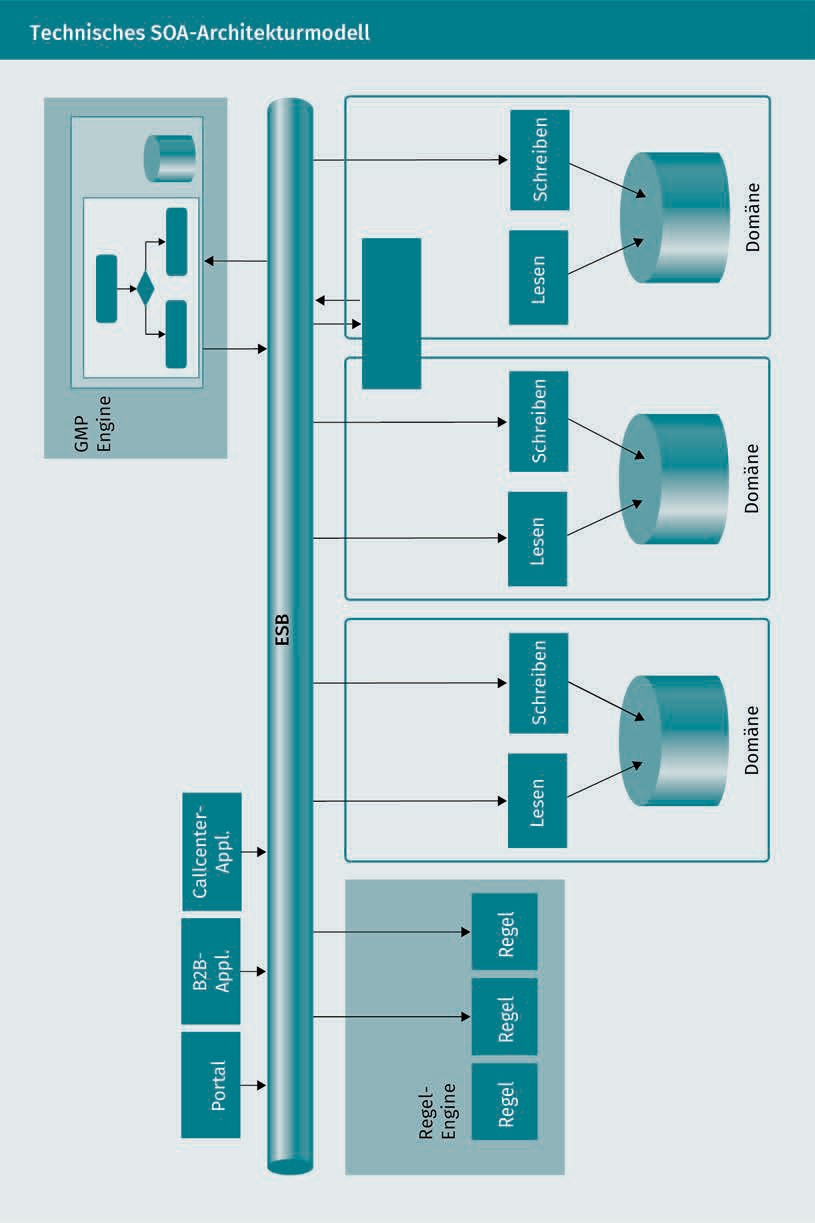 Technisches SOA-Architekturmodell
Portal
B2B-
Appl.
Callcenter-
Appl.
GMP
Engine
ESB
Regel-
Engine
Regel
Regel
Regel
Lesen
Schreiben
Domäne
Lesen
Schreiben
Domäne
Lesen
Schreiben
Domäne